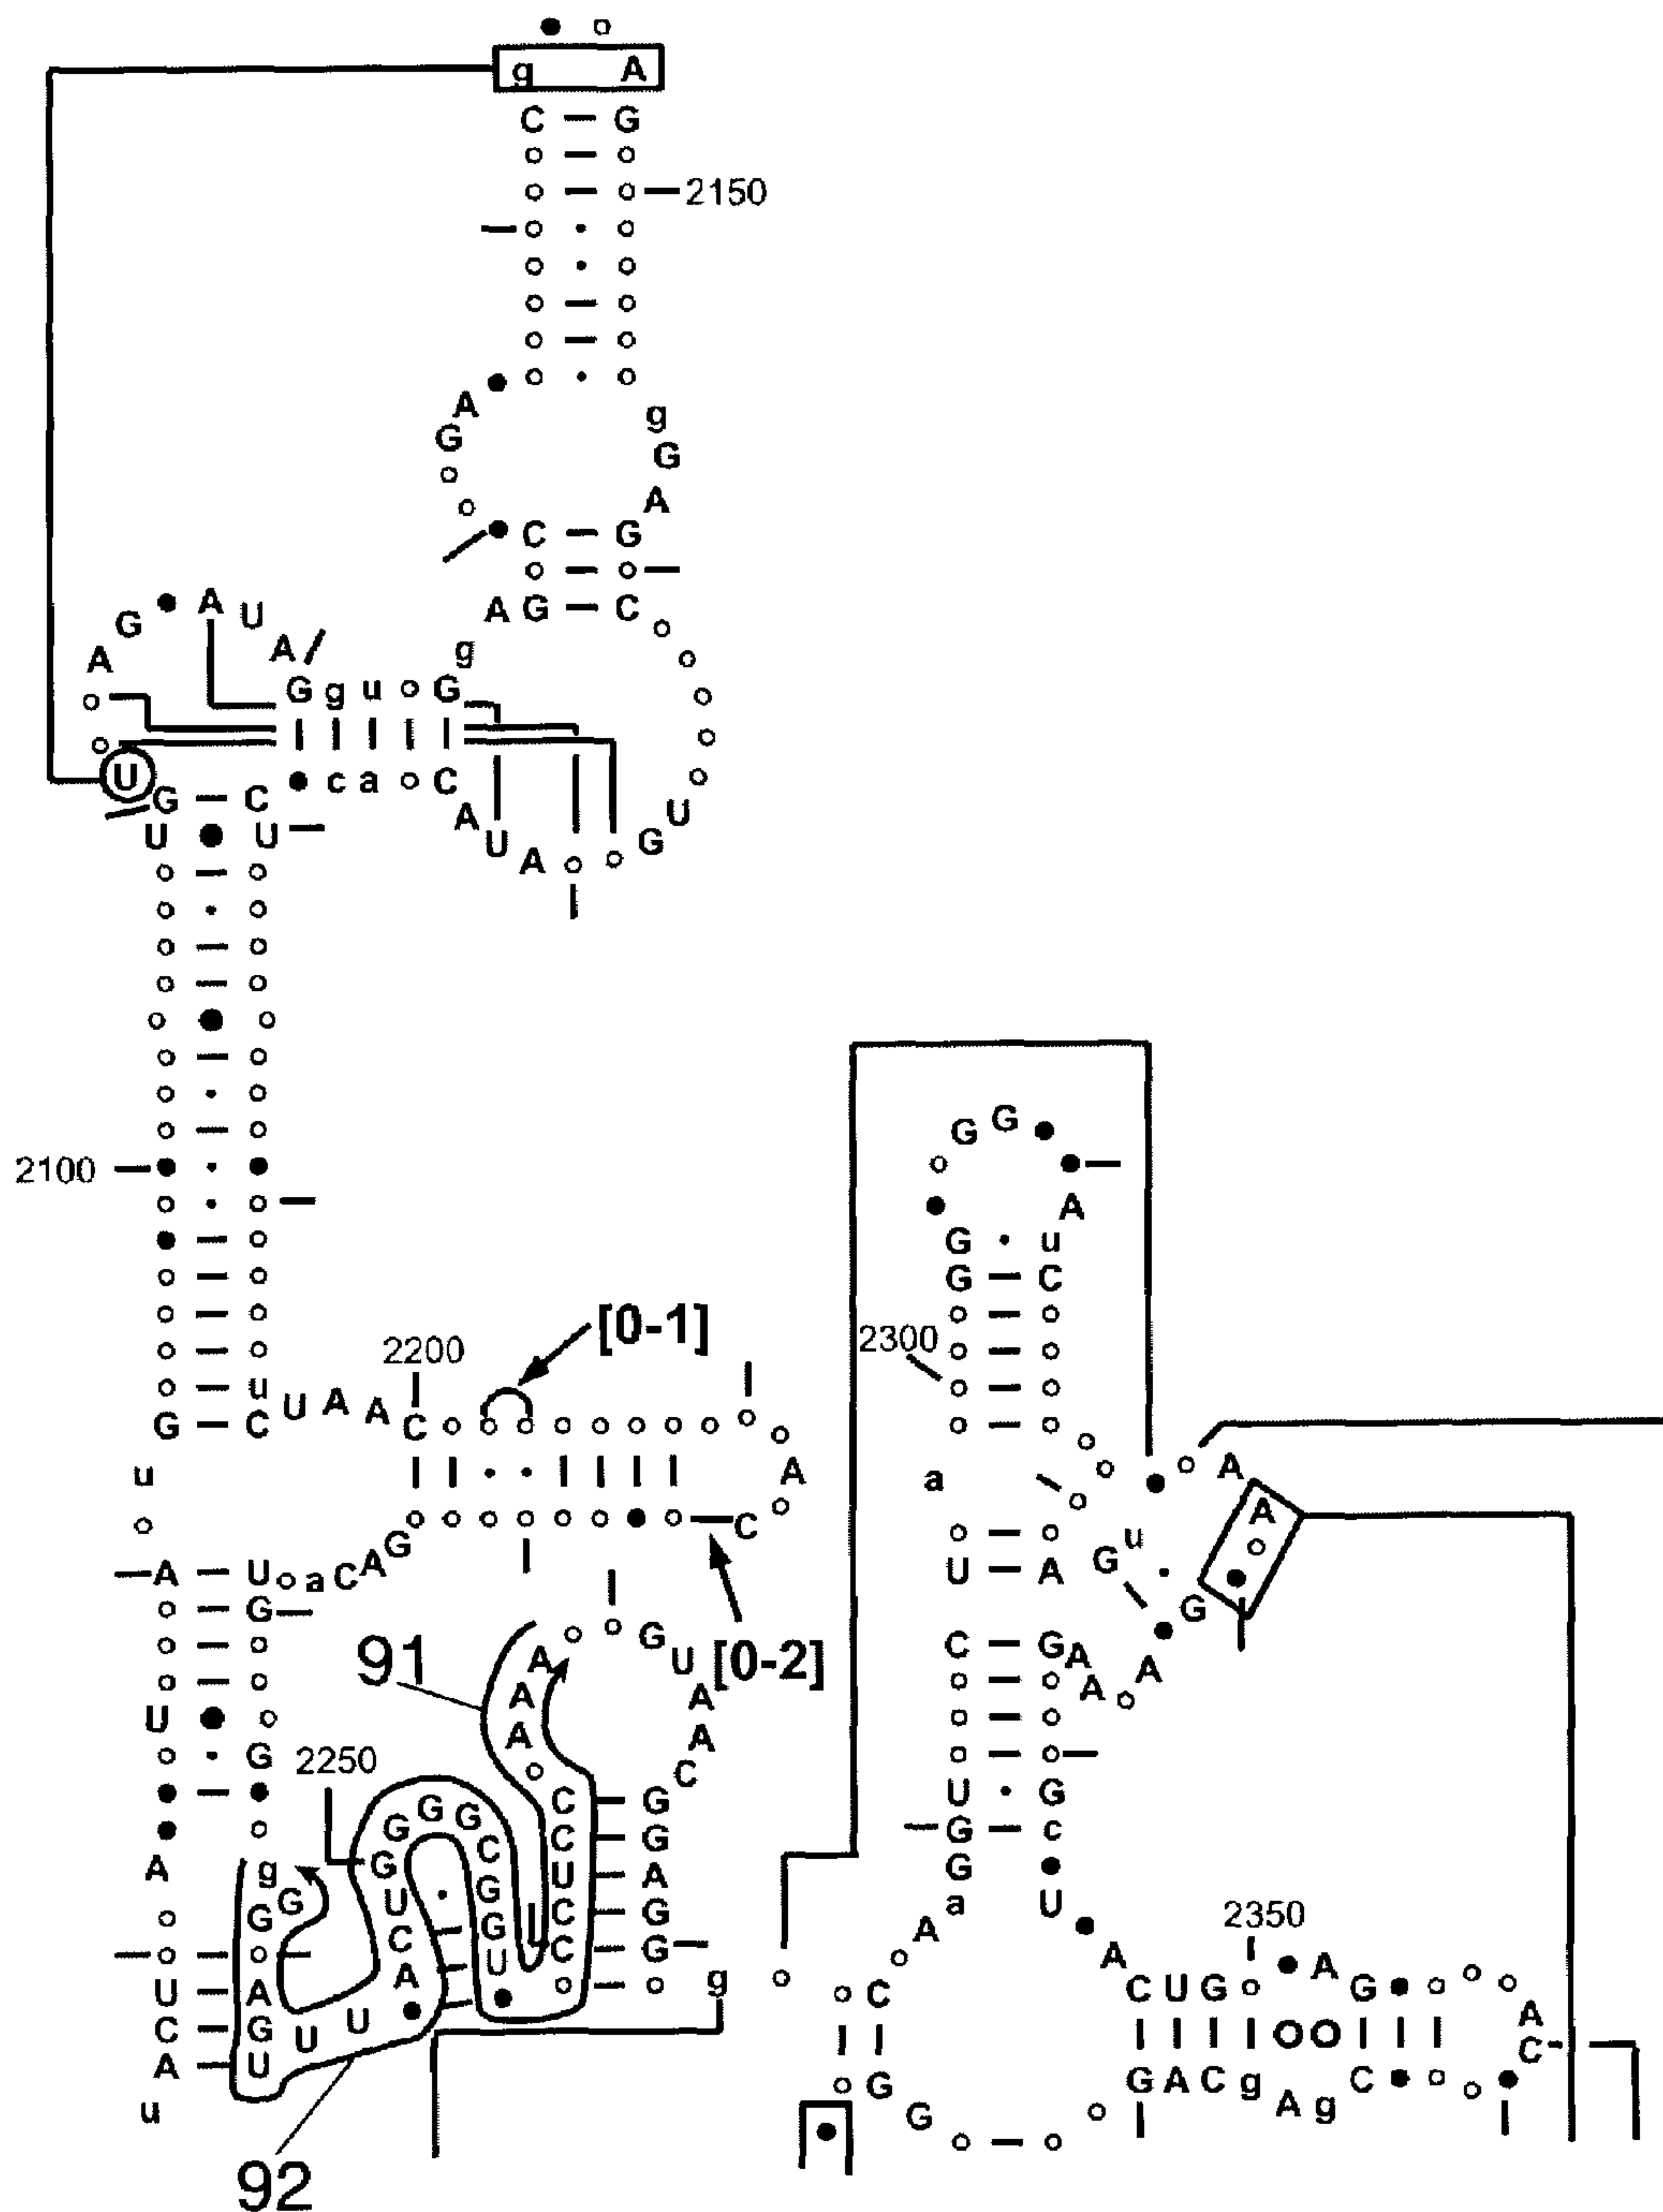 g A
C G
2150
A
G
g
G
A
C G
A G C
g
G A U A
A
G g u G
U
c a C
G C
U U
A
U A
G
U
2100
G G
A
G u
G C
[0-1]
2200
2300
u
G C U A A C
A
C
u
a
A A
A
u
G
G
U A
A U a C A G
G
C G A
A
A
G
U A
A
C
91
[0-2]
A
A
A
U
G
2250
U G
G c
G
u
a
A
C G
C G
U A
C G
C G
g
G G G G C G G U
G U C A
A
g
G
G
U A
C G
A U
U U
u
92
2350
A
C U G A G
A
C
G A C g A g C
C
G
G